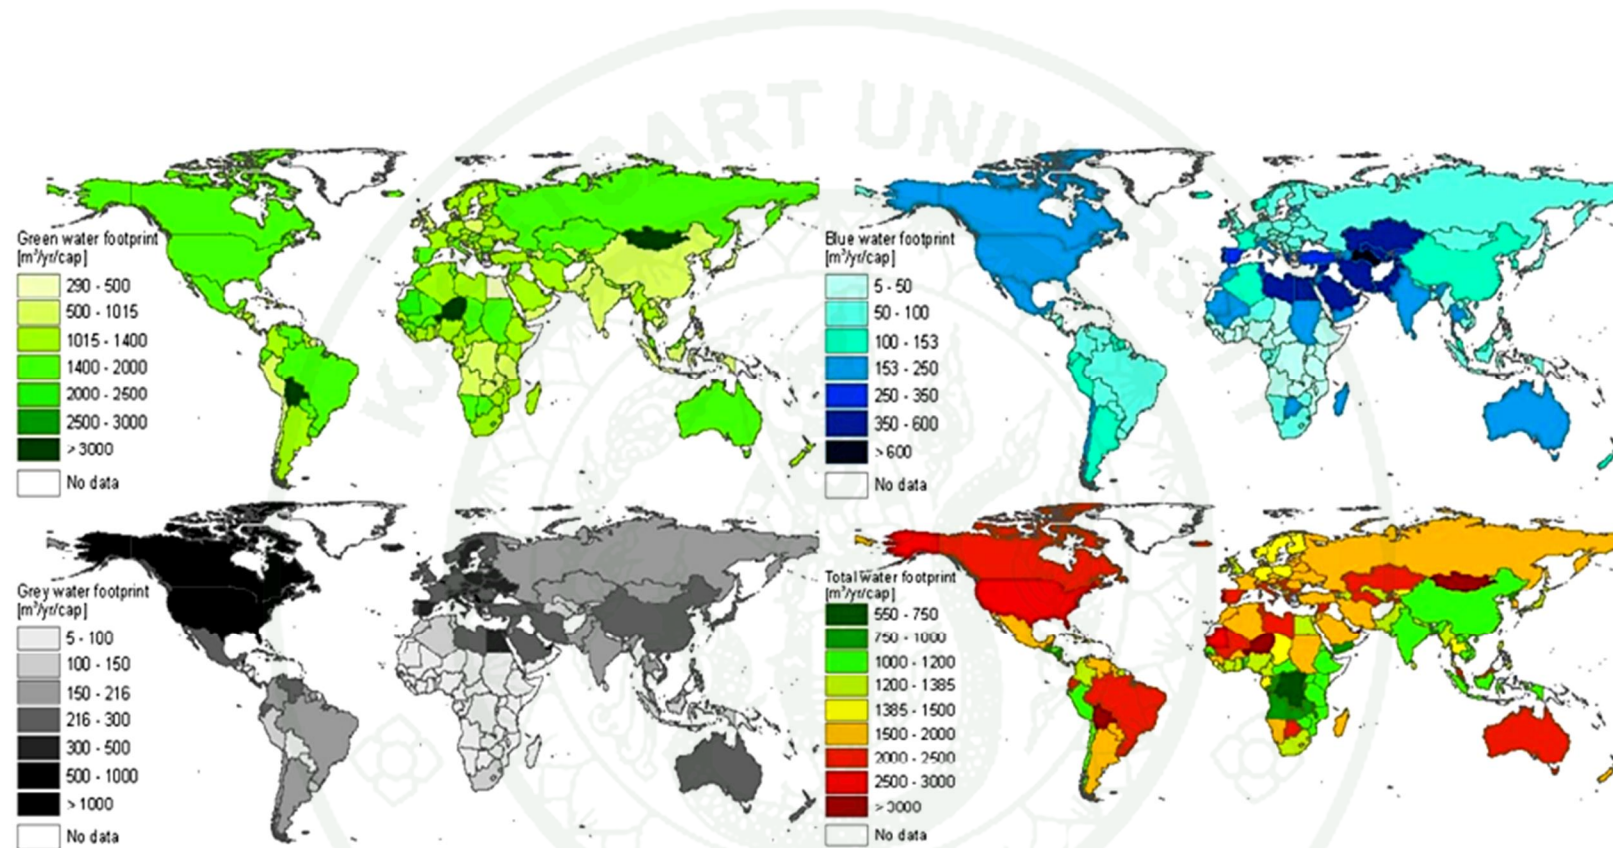 KASETSART UNIVERSITY
Green water footprint
[m³/yr/cap]
290 - 500
500 - 1015
1015 - 1400
1400 - 2000
2000 - 2500
2500 - 3000
> 3000
No data
Blue water footprint
[m³/yr/cap]
5 - 50
50 - 100
100 - 153
153 - 250
250 - 350
350 - 600
> 600
No data
Grey water footprint
[m³/yr/cap]
5 - 100
100 - 150
150 - 216
216 - 300
300 - 500
500 - 1000
> 1000
No data
Total water footprint
[m³/yr/cap]
550 - 750
750 - 1000
1000 - 1200
1200 - 1385
1385 - 1500
1500 - 2000
2000 - 2500
2500 - 3000
> 3000
No data